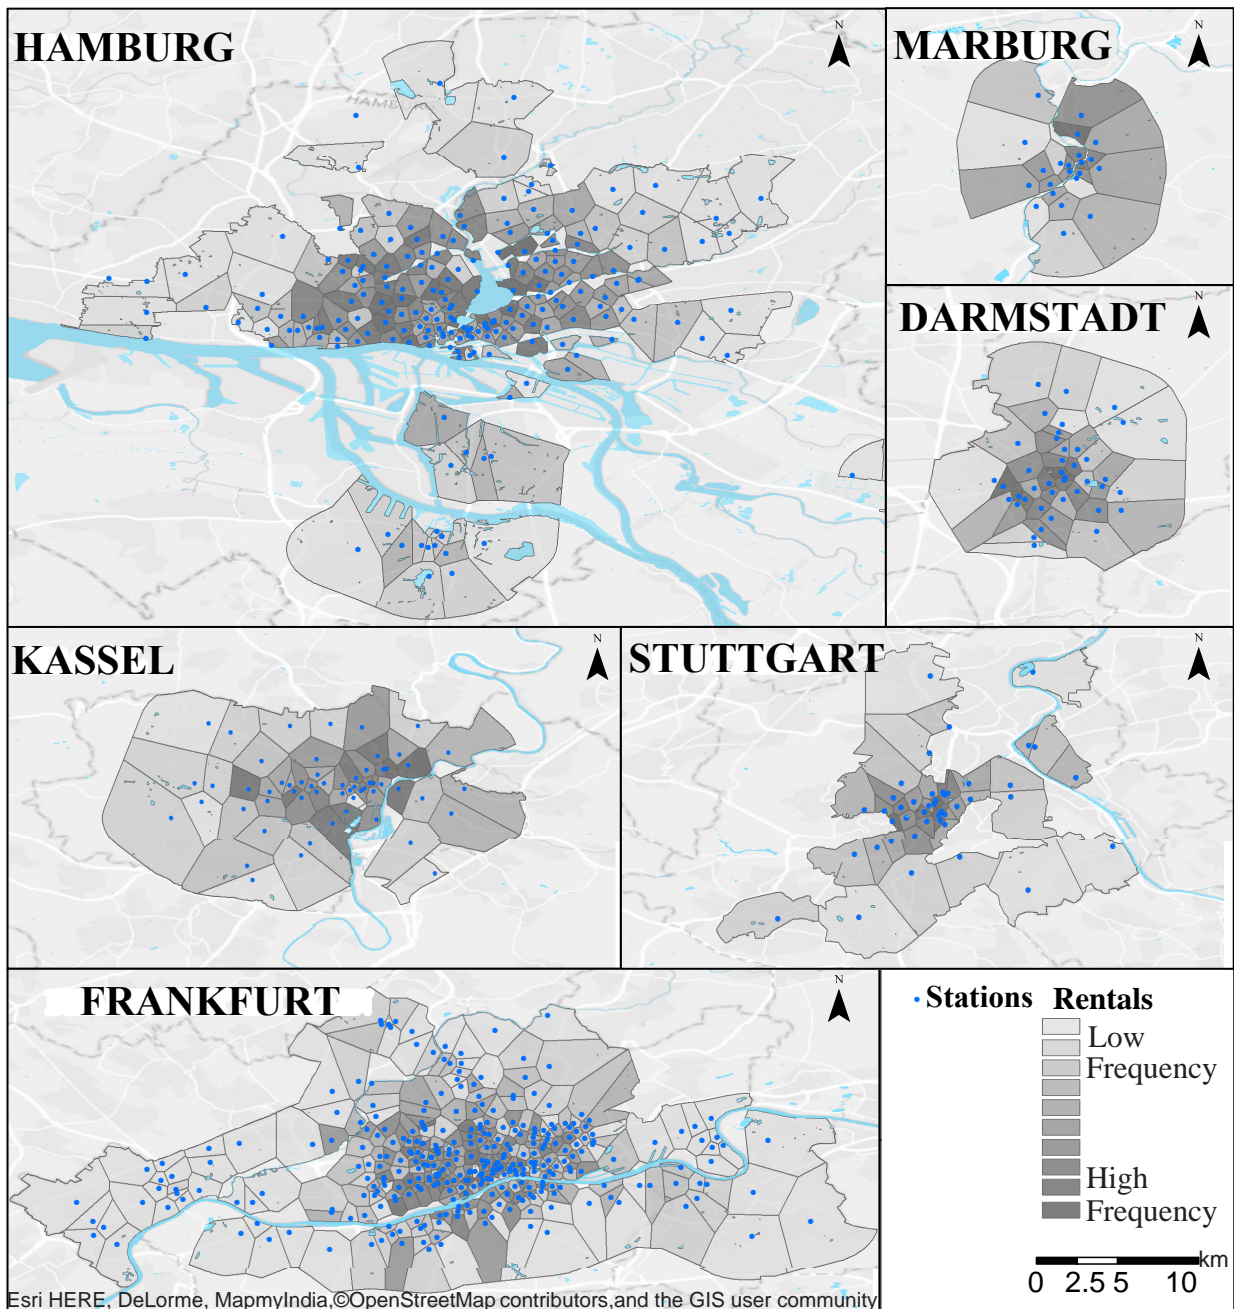 HAMBURG
N
HAMBU
MARBURG
N
DARMSTADT
N
KASSEL
N
STUTTGART
N
FRANKFURT
N
Stations Rentals
Low
Frequency
High
Frequency
km
0 2.5 5 10
Esri HERE, DeLorme, MapmyIndia,©OpenStreetMap contributors,and the GIS user community